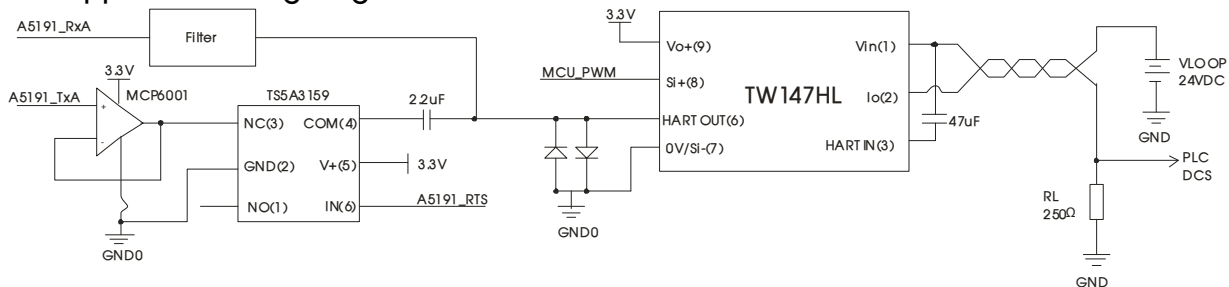 A5191_RxA
Filter
3.3V
A5191_TxA
MCP6001
+
-
TS5A3159
NC(3)
COM(4)
GND(2)
V+(5)
NO(1)
IN(6)
3.3V
A5191_RTS
GND0
2.2uF
GND0
3.3V
MCU_PWM
TW147HL
Vo+(9)
Si+(8)
HART OUT(6)
0V/Si-(7)
Vin(1)
Io(2)
HART IN(3)
47uF
VLOOP
24VDC
GND
PLC
DCS
RL
250Ω
GND